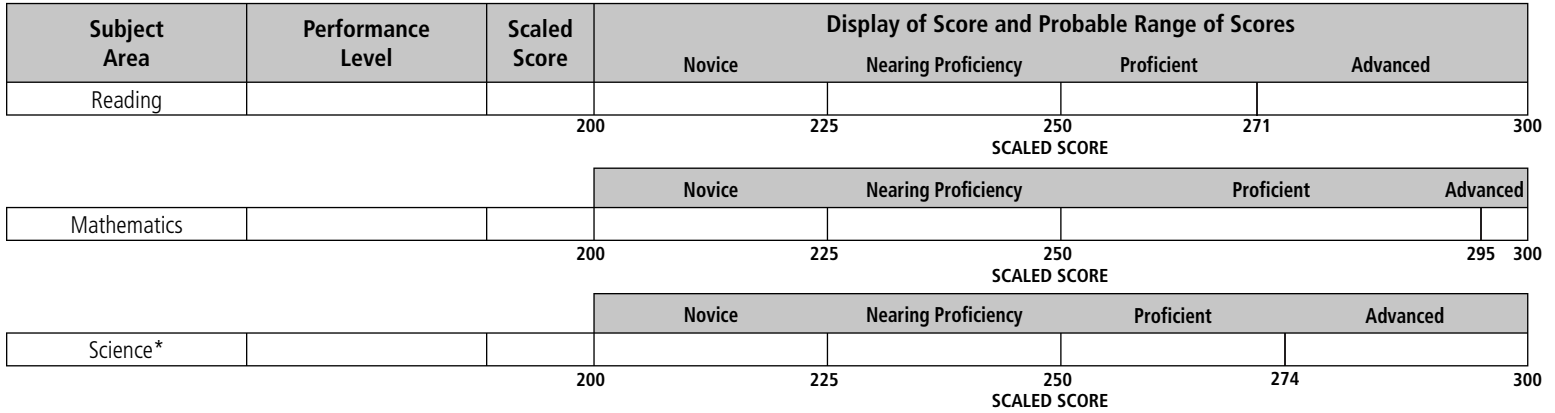 Subject Area Performance Level Scaled Score Display of Score and Probable Range of Scores
Novice Nearing Proficiency Proficient Advanced
Reading
200 225 250 271 300
SCALED SCORE
Novice Nearing Proficiency Proficient Advanced
Mathematics
200 225 250 295 300
SCALED SCORE
Novice Nearing Proficiency Proficient Advanced
Science*
200 225 250 274 300
SCALED SCORE